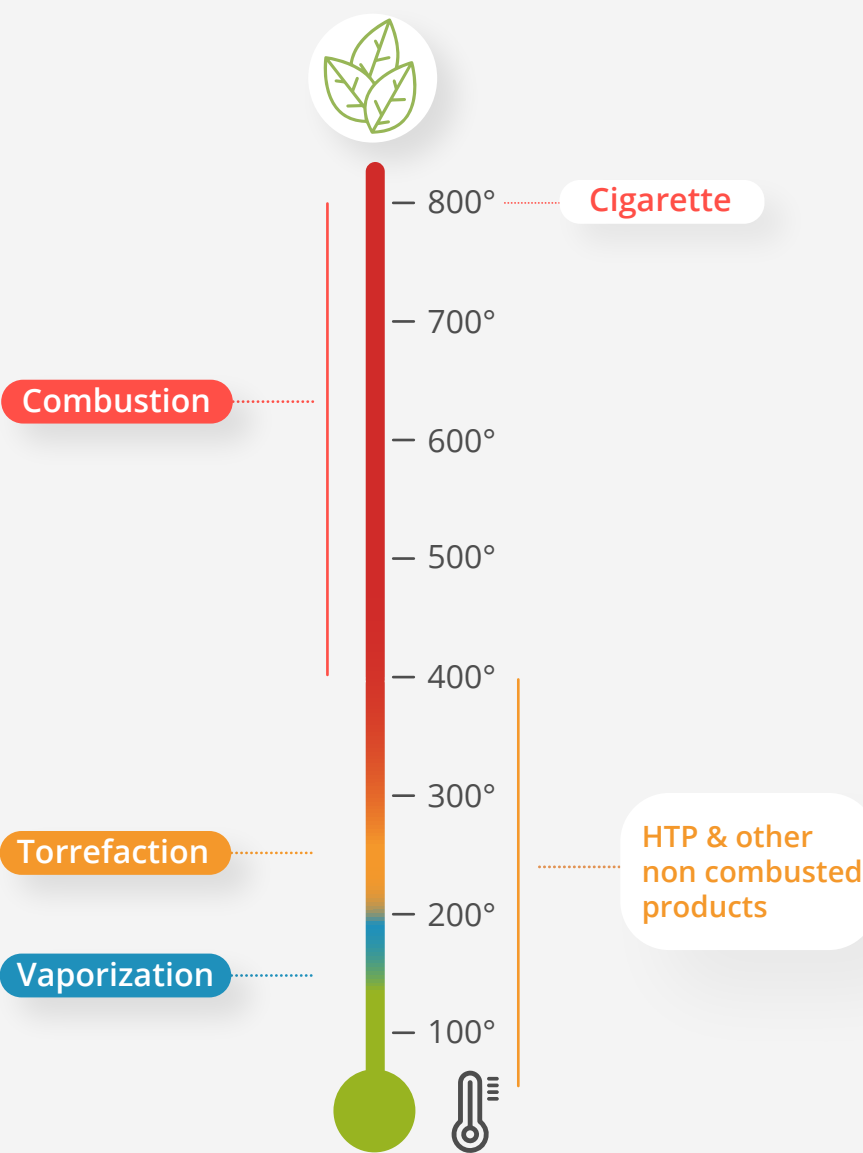 800°
Cigarette
700°
Combustion
600°
500°
400°
300°
HTP & other
non combusted
products
Torrefaction
200°
Vaporization
100°